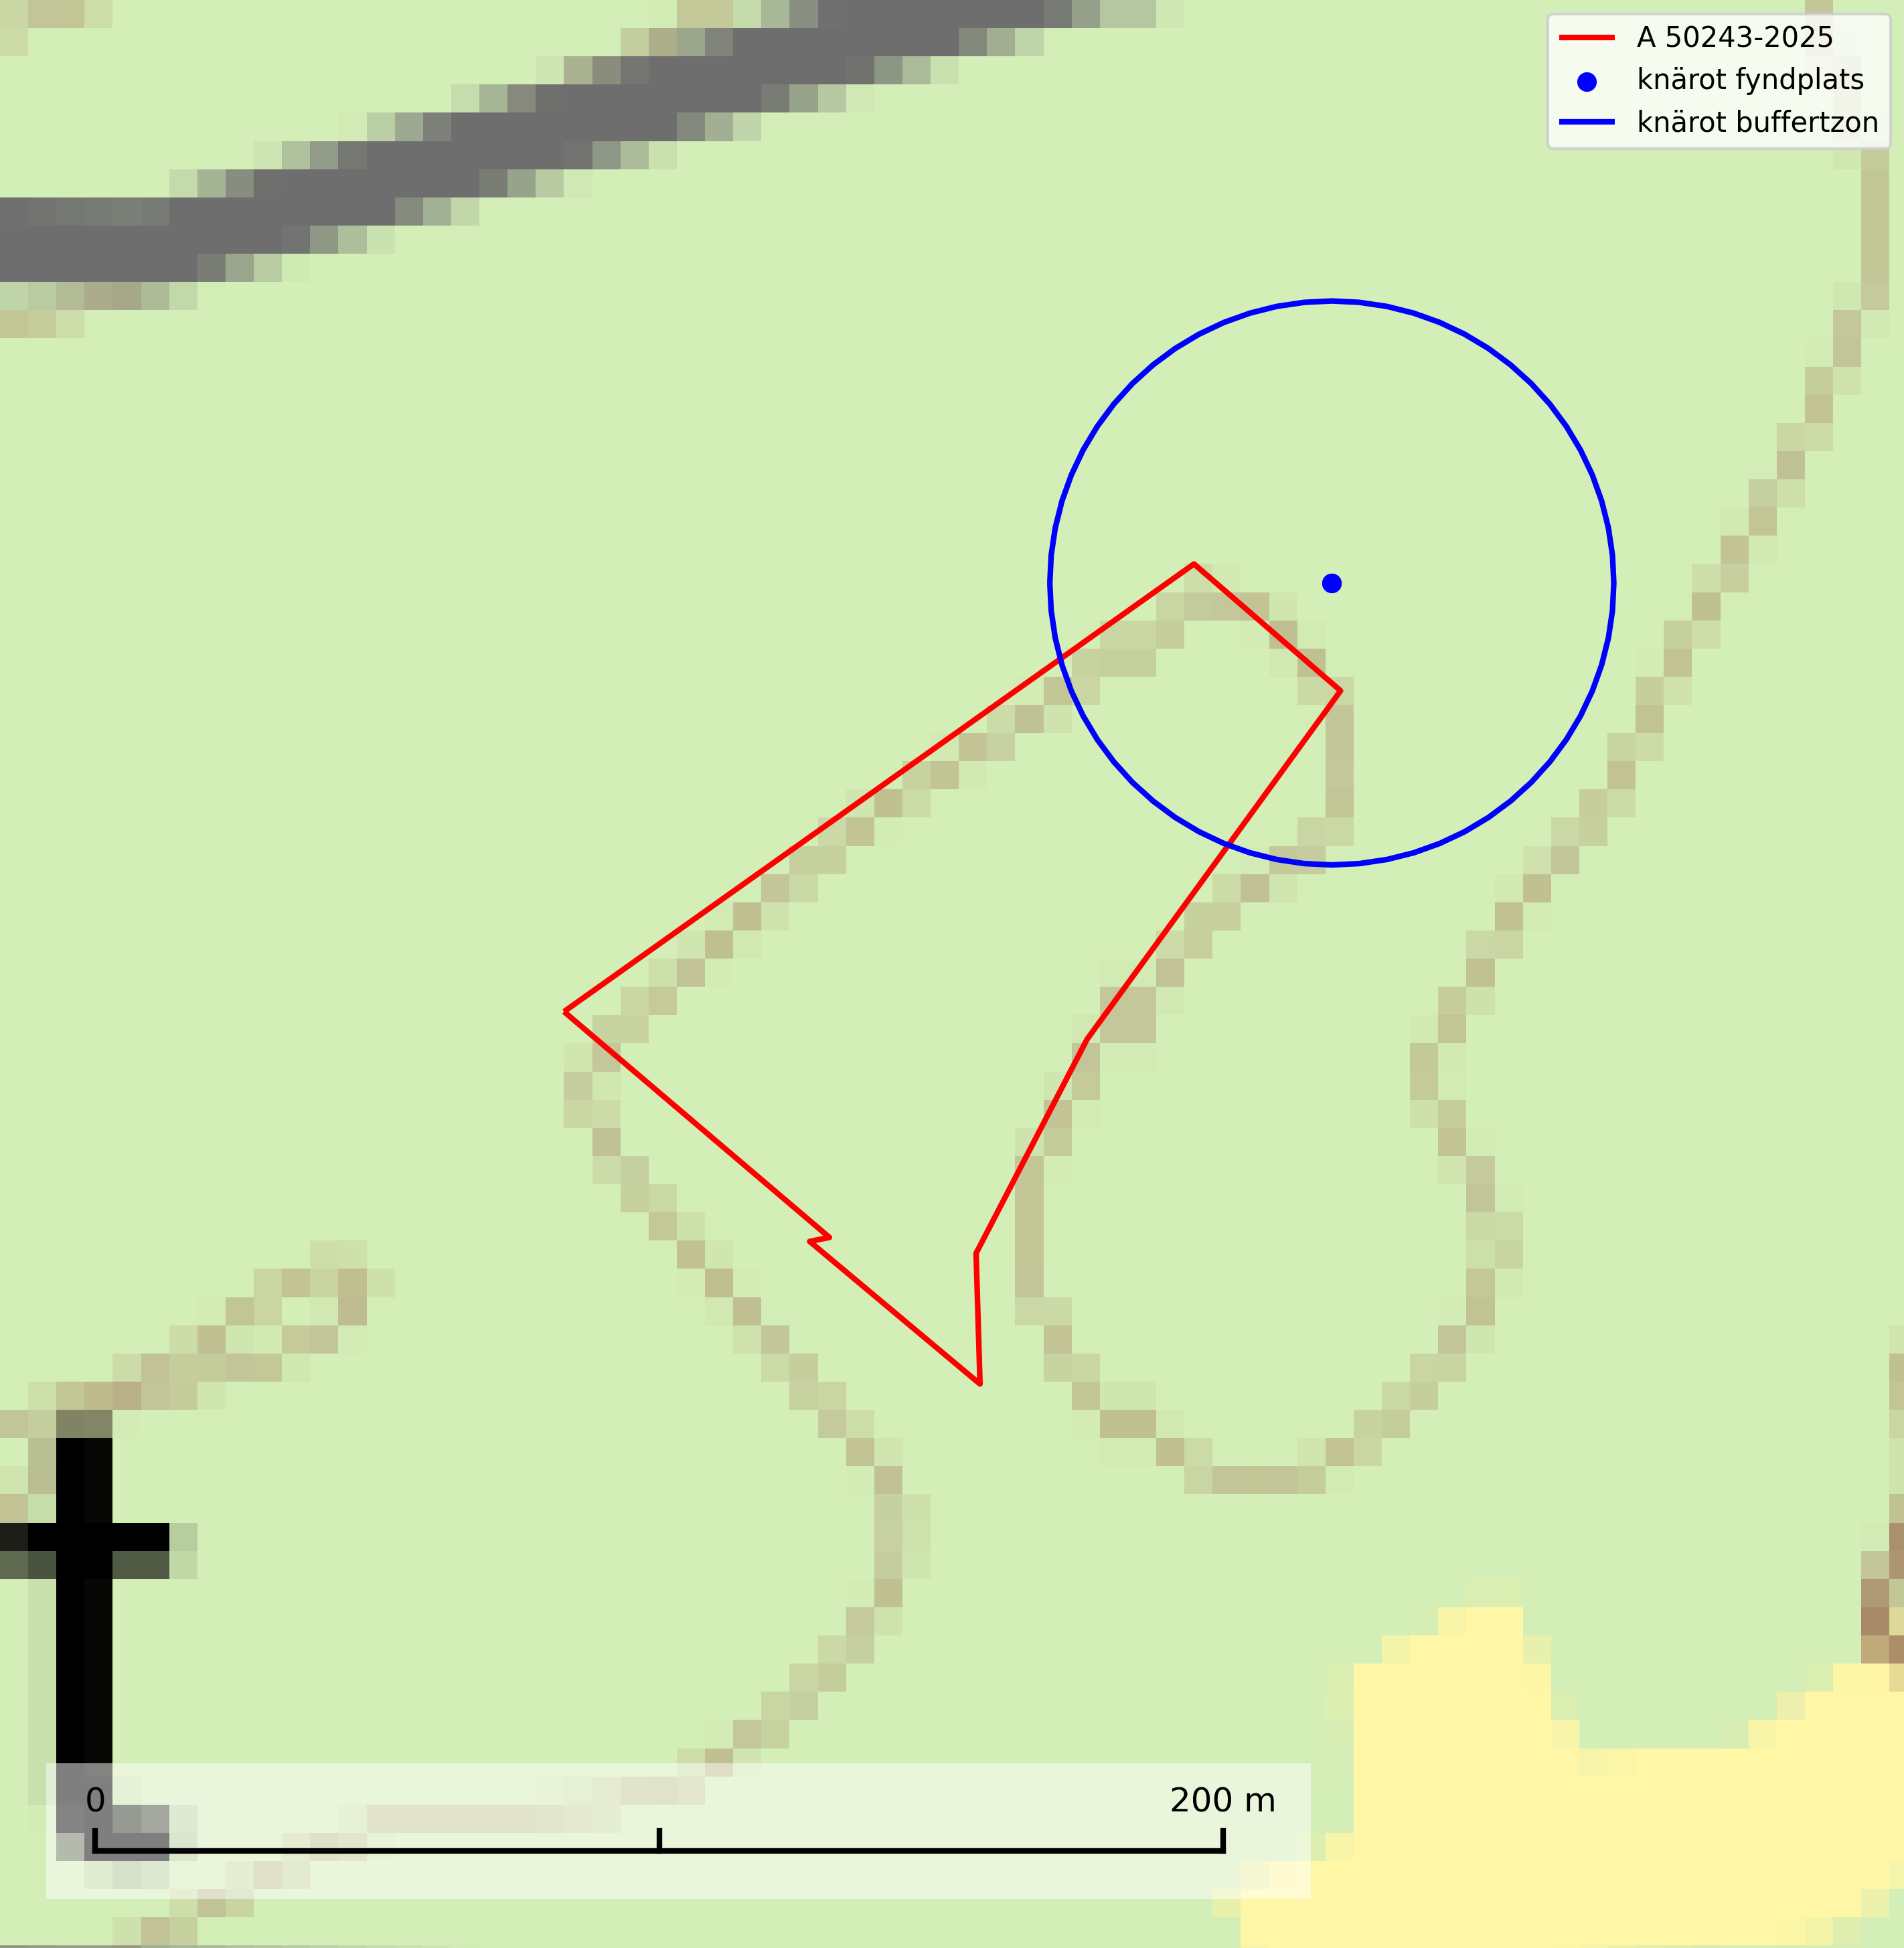 A 50243-2025
knärot fyndplats
knärot buffertzon
0 200 m